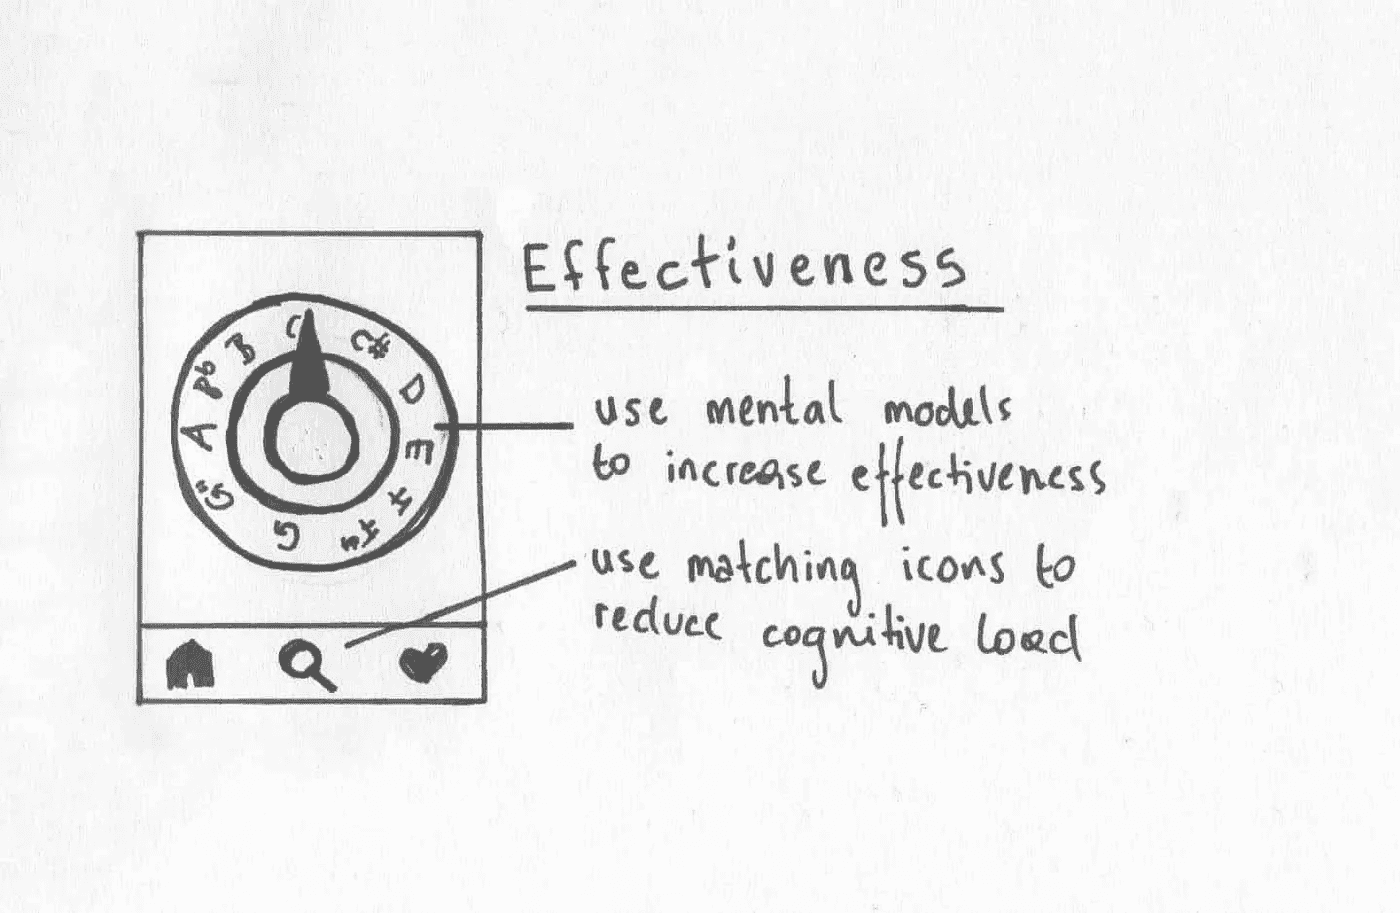 Effectiveness
C
C#
D
E
F
F#
G
A
B
use mental models
to increase effectiveness
use matching icons to
reduce cognitive load